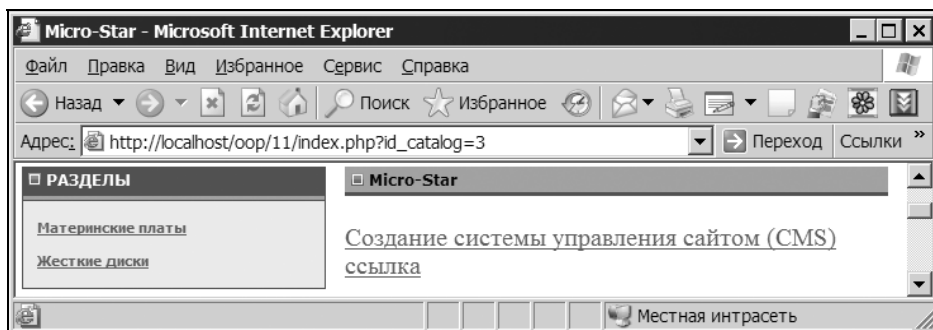 Micro-Star - Microsoft Internet Explorer
Файл Правка Вид Избранное Сервис Справка
Назад Поиск Избранное
Адрес: http://localhost/oop/11/index.php?id_catalog=3 Переход Ссылки »
РАЗДЕЛЫ
Материнские платы
Жесткие диски
Micro-Star
Создание системы управления сайтом (CMS)
ссылка
Местная интрасеть